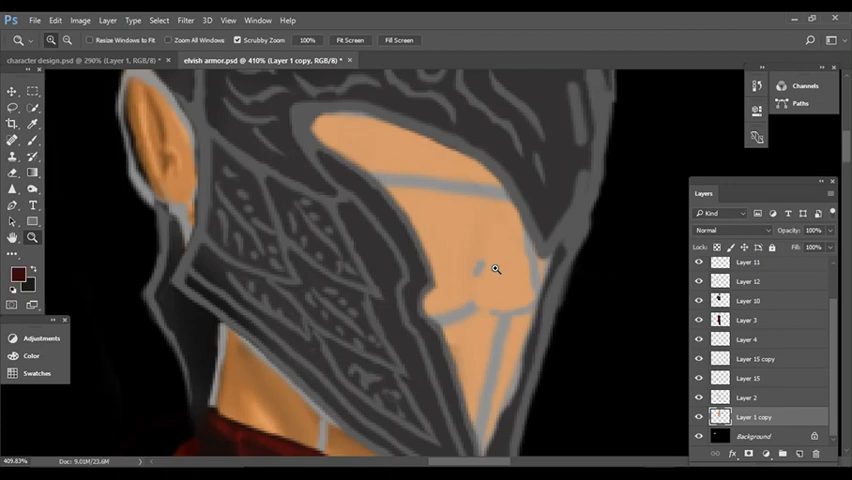 Ps File Edit Image Layer Type Select Filter 3D View Window Help
Resize Windows to Fit Zoom All Windows Scrubby Zoom 100% Fit Screen Fill Screen
character design.psd @ 290% (Layer 1, RGB/8) * × elvish armor.psd @ 410% (Layer 1 copy, RGB/8) * ×
Channels
Paths
Layers
Kind
Normal Opacity: 100%
Lock: Fill: 100%
Layer 11
Layer 12
Layer 10
Layer 3
Layer 4
Layer 15 copy
Layer 15
Layer 2
Layer 1 copy
Background
fx
T
Adjustments
Color
Swatches
409.83% Doc: 9.01M/23.6M